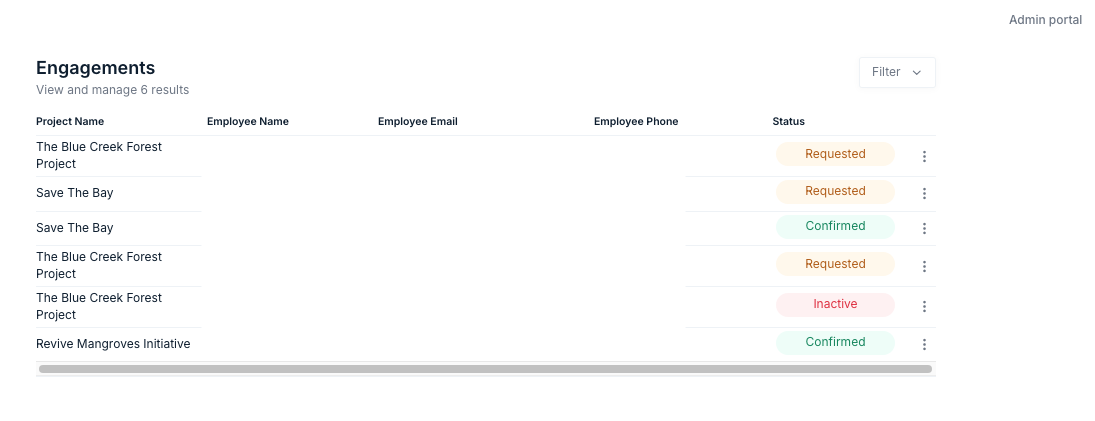 Admin portal
Engagements
Filter
View and manage 6 results
Project Name Employee Name Employee Email Employee Phone Status
The Blue Creek Forest
Project
Requested
Save The Bay Requested
Save The Bay Confirmed
The Blue Creek Forest
Project
Requested
The Blue Creek Forest
Project
Inactive
Revive Mangroves Initiative Confirmed